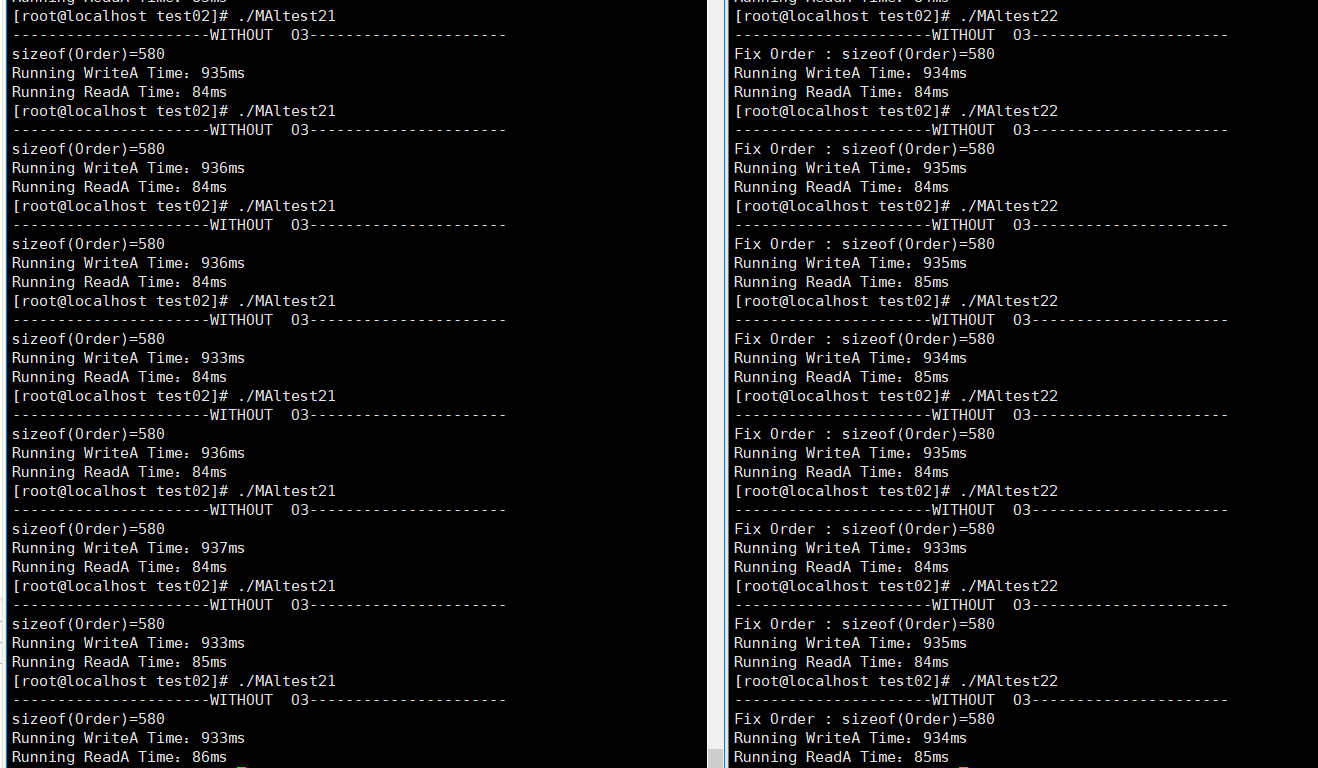 [root@localhost test02]# ./MAltest21
----------------------WITHOUT  O3----------------------
sizeof(Order)=580
Running WriteA Time：935ms
Running ReadA Time：84ms
[root@localhost test02]# ./MAltest21
----------------------WITHOUT  O3----------------------
sizeof(Order)=580
Running WriteA Time：936ms
Running ReadA Time：84ms
[root@localhost test02]# ./MAltest21
----------------------WITHOUT  O3----------------------
sizeof(Order)=580
Running WriteA Time：936ms
Running ReadA Time：84ms
[root@localhost test02]# ./MAltest21
----------------------WITHOUT  O3----------------------
sizeof(Order)=580
Running WriteA Time：933ms
Running ReadA Time：84ms
[root@localhost test02]# ./MAltest21
----------------------WITHOUT  O3----------------------
sizeof(Order)=580
Running WriteA Time：936ms
Running ReadA Time：84ms
[root@localhost test02]# ./MAltest21
----------------------WITHOUT  O3----------------------
sizeof(Order)=580
Running WriteA Time：937ms
Running ReadA Time：84ms
[root@localhost test02]# ./MAltest21
----------------------WITHOUT  O3----------------------
sizeof(Order)=580
Running WriteA Time：933ms
Running ReadA Time：85ms
[root@localhost test02]# ./MAltest21
----------------------WITHOUT  O3----------------------
sizeof(Order)=580
Running WriteA Time：933ms
Running ReadA Time：86ms
[root@localhost test02]# ./MAltest22
----------------------WITHOUT  O3----------------------
Fix Order : sizeof(Order)=580
Running WriteA Time：934ms
Running ReadA Time：84ms
[root@localhost test02]# ./MAltest22
----------------------WITHOUT  O3----------------------
Fix Order : sizeof(Order)=580
Running WriteA Time：935ms
Running ReadA Time：84ms
[root@localhost test02]# ./MAltest22
----------------------WITHOUT  O3----------------------
Fix Order : sizeof(Order)=580
Running WriteA Time：935ms
Running ReadA Time：85ms
[root@localhost test02]# ./MAltest22
----------------------WITHOUT  O3----------------------
Fix Order : sizeof(Order)=580
Running WriteA Time：934ms
Running ReadA Time：85ms
[root@localhost test02]# ./MAltest22
----------------------WITHOUT  O3----------------------
Fix Order : sizeof(Order)=580
Running WriteA Time：935ms
Running ReadA Time：84ms
[root@localhost test02]# ./MAltest22
----------------------WITHOUT  O3----------------------
Fix Order : sizeof(Order)=580
Running WriteA Time：933ms
Running ReadA Time：84ms
[root@localhost test02]# ./MAltest22
----------------------WITHOUT  O3----------------------
Fix Order : sizeof(Order)=580
Running WriteA Time：935ms
Running ReadA Time：84ms
[root@localhost test02]# ./MAltest22
----------------------WITHOUT  O3----------------------
Fix Order : sizeof(Order)=580
Running WriteA Time：934ms
Running ReadA Time：85ms